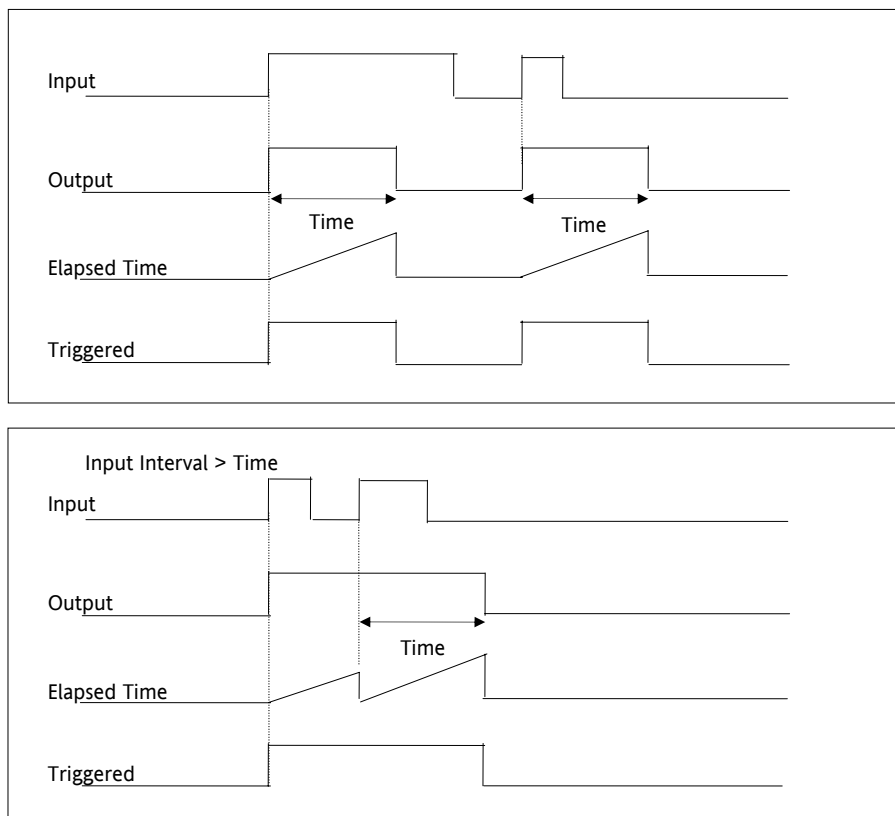 Input
Output
Time
Time
Elapsed Time
Triggered
Input Interval > Time
Input
Output
Time
Elapsed Time
Triggered